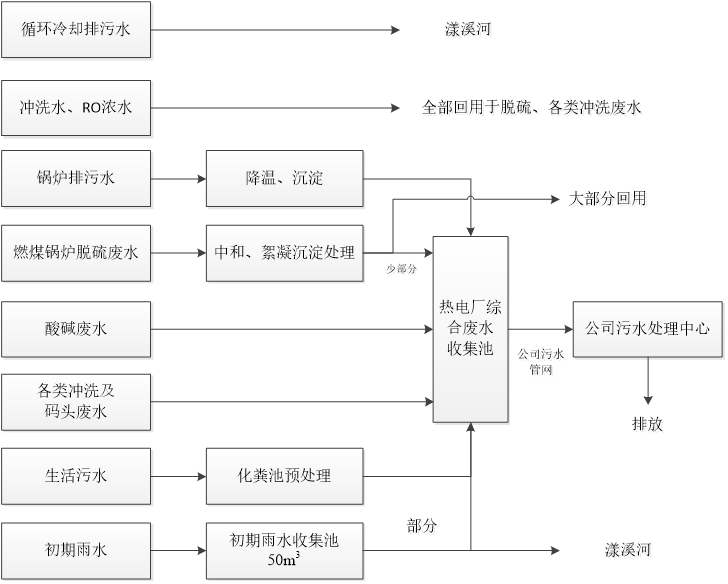 循环冷却排污水
漾溪河
冲洗水、RO浓水
全部回用于脱硫、各类冲洗废水
锅炉排污水
降温、沉淀
大部分回用
燃煤锅炉脱硫废水
中和、絮凝沉淀处理
少部分
热电厂综
合废水
收集池
酸碱废水
公司污水
管网
公司污水处理中心
各类冲洗及
码头废水
排放
生活污水
化粪池预处理
部分
初期雨水
初期雨水收集池
50m³
漾溪河